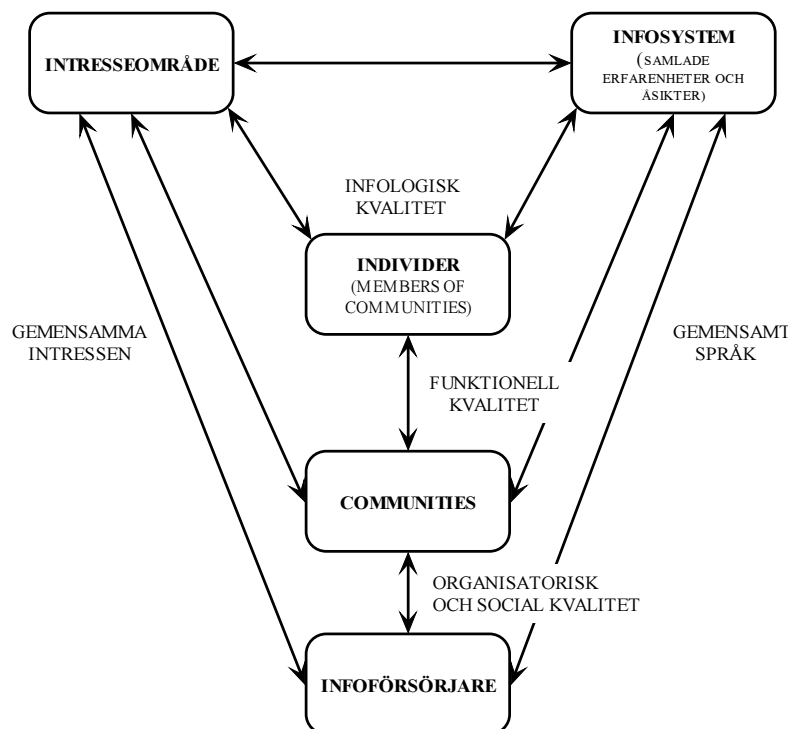 INTRESSEOMRÅDE
INFOSYSTEM
(SAMLADE
ERFARENHETER OCH
ÅSIKTER)
INFOLOGISK
KVALITET
INDIVIDER
(MEMBERS OF
COMMUNITIES)
GEMENSAMMA
INTRESSEN
GEMENSAMT
SPRÅK
FUNKTIONELL
KVALITET
COMMUNITIES
ORGANISATORISK
OCH SOCIAL KVALITET
INFOFÖRSÖRJARE